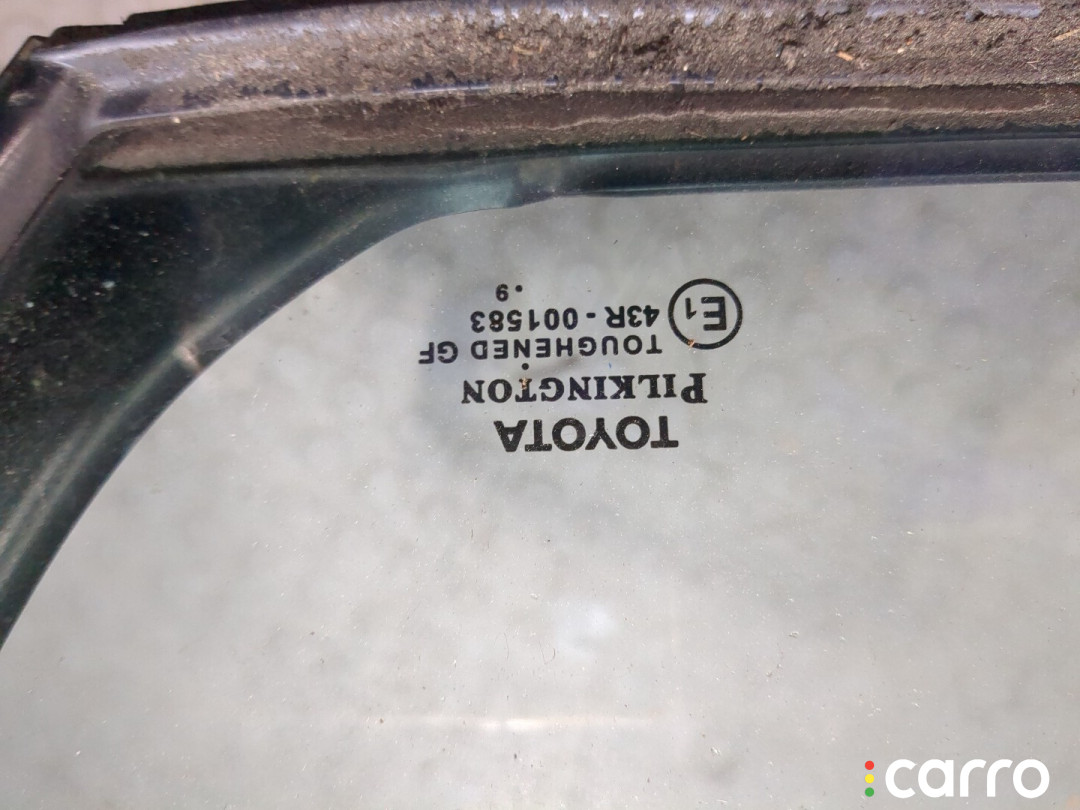 TOYOTA
PILKINGTON
TOUGHENED GF
E1 43R - 001583
. 9
carro